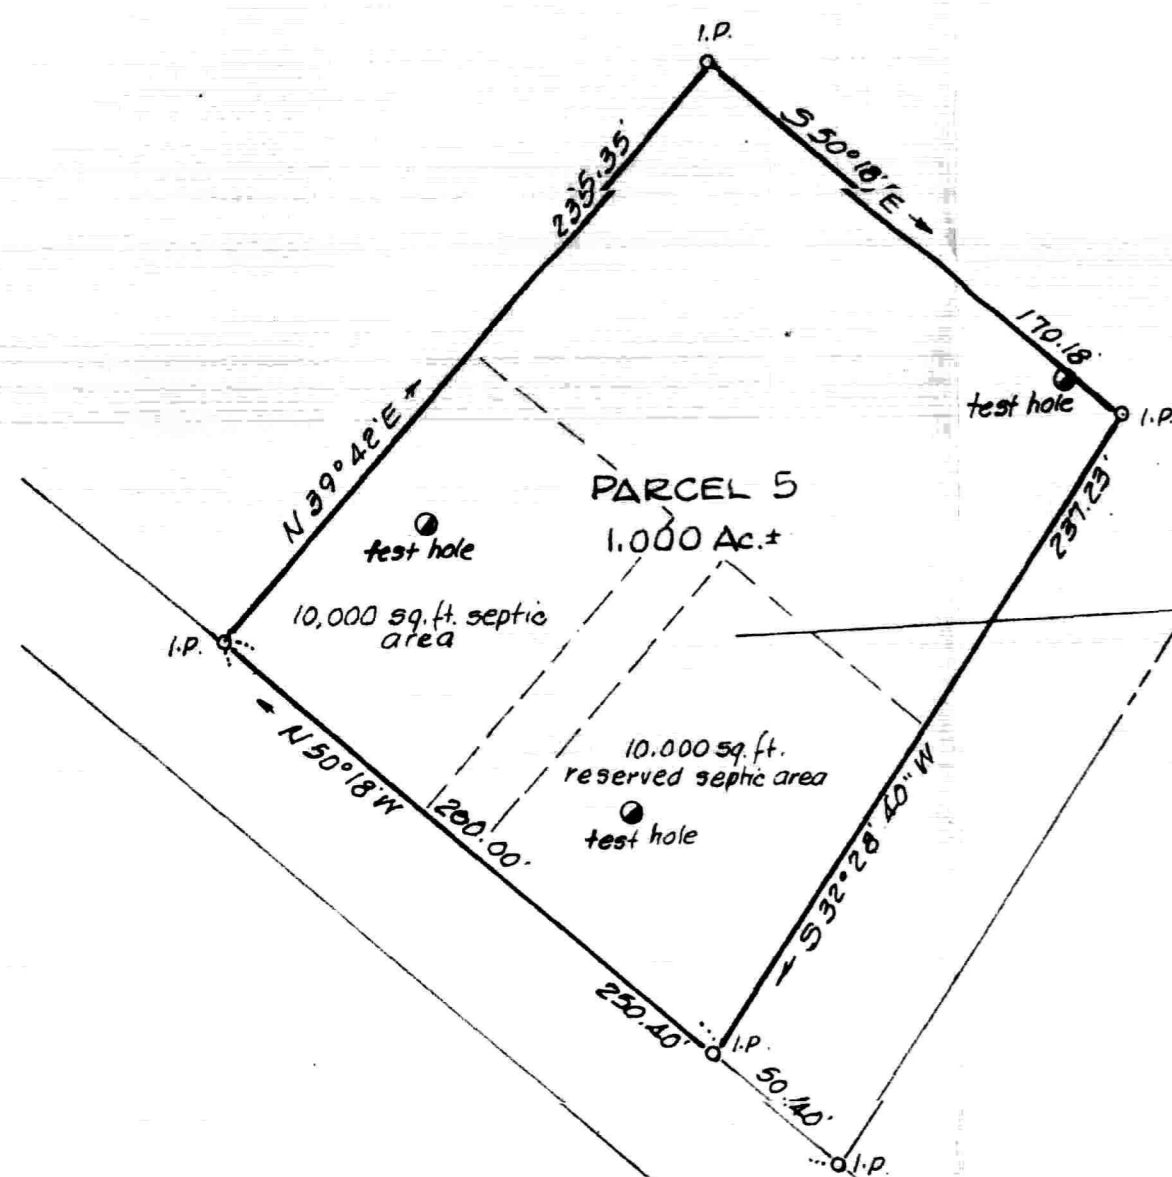 I.P.
S 50°18' E
235.35'
170.18'
test hole
I.P.
N 39°42' E
PARCEL 5
1.000 Ac.±
237.23'
test hole
10,000 sq.ft. septic
area
I.P.
N 50°18' W
10.000 sq.ft.
reserved septic area
200.00'
test hole
S 32°28'40" W
250.40'
I.P.
50.40'
I.P.